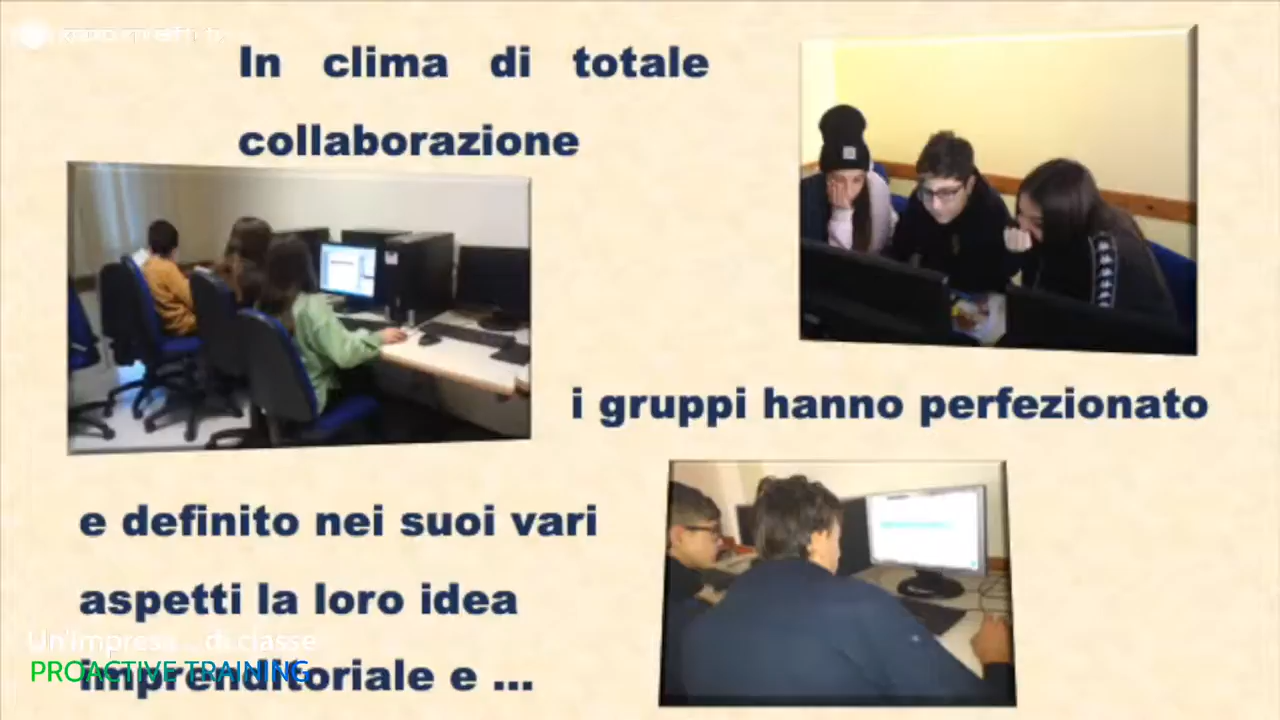 In clima di totale
collaborazione
i gruppi hanno perfezionato
e definito nei suoi vari
aspetti la loro idea
imprenditoriale e ...
Un'impresa... di classe
PROACTIVE TRAINING